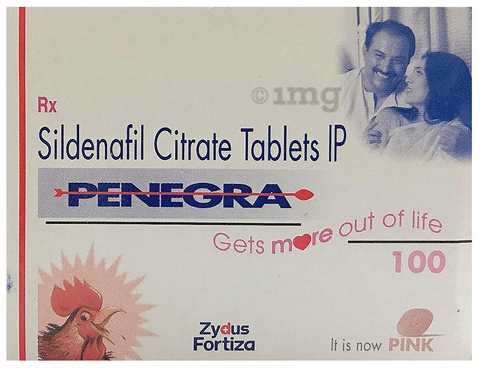 © 1mg
Rx
Sildenafil Citrate Tablets IP
PENEGRA
Gets more out of life
100
Zydus
Fortiza
It is now PINK